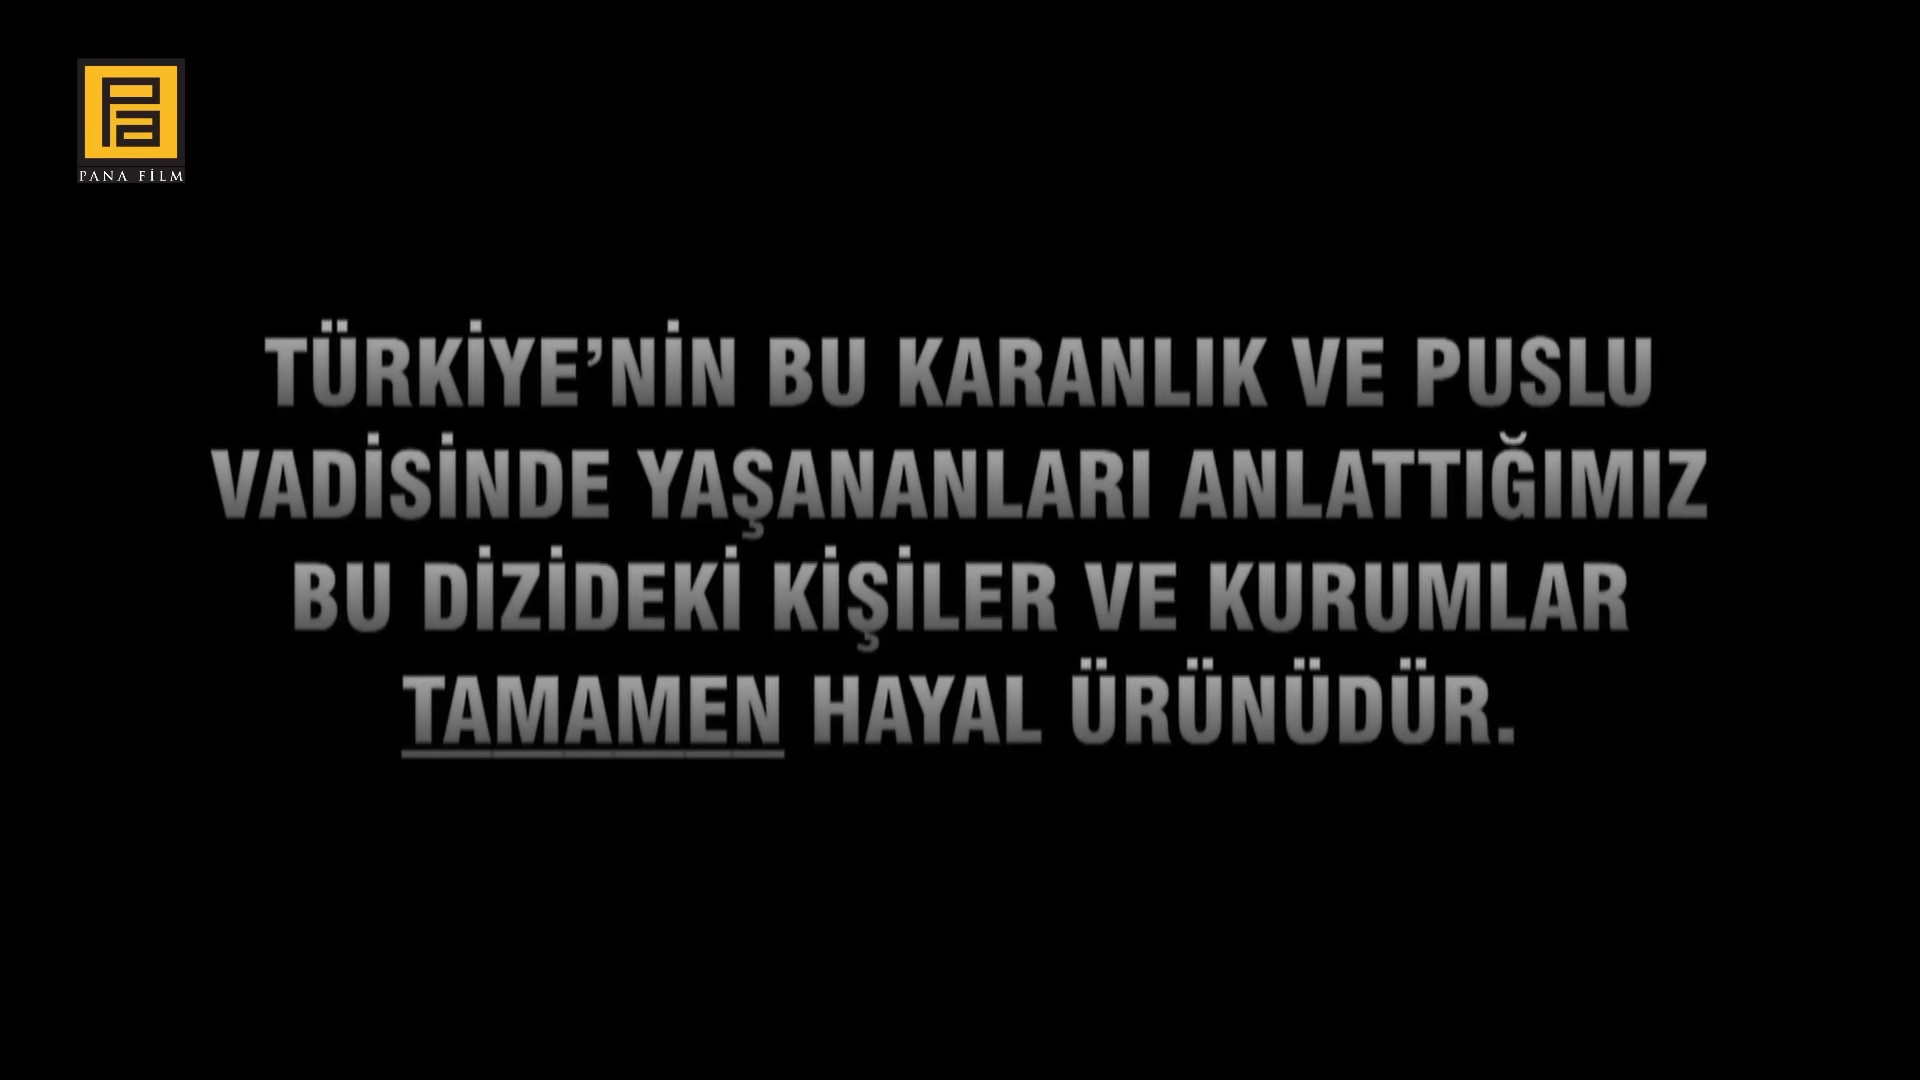 PANA FİLM
TÜRKİYE’NİN BU KARANLIK VE PUSLU
VADİSİNDE YAŞANANLARI ANLATTIĞIMIZ
BU DİZİDEKİ KİŞİLER VE KURUMLAR
TAMAMEN HAYAL ÜRÜNÜDÜR.